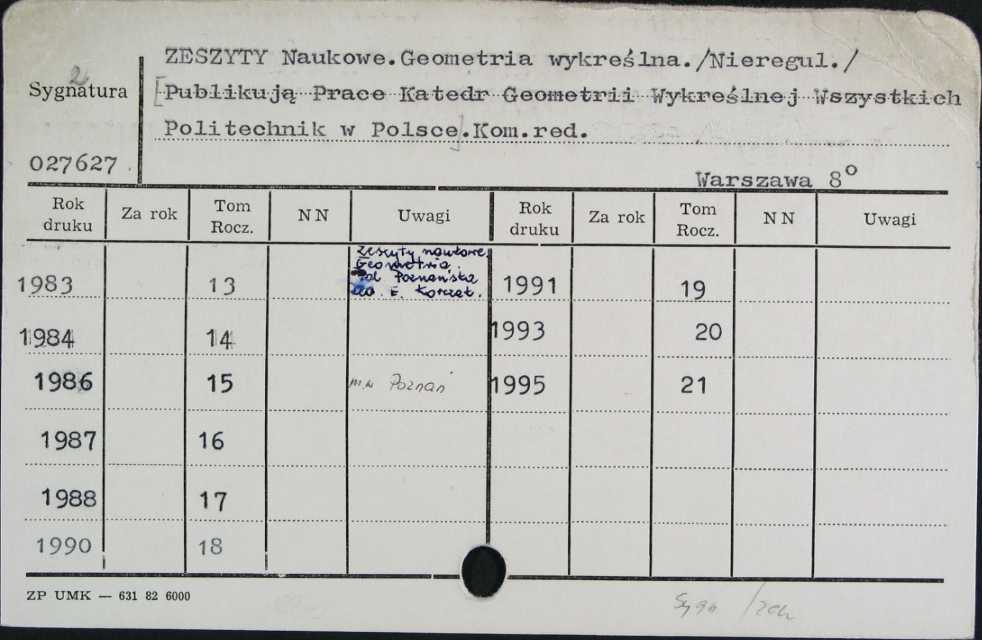 ZESZYTY Naukowe.Geometria wykreślna./Nieregul./
2
Sygnatura
[Publikują Prace Katedr Geometrii Wykreślnej Wszystkich
Politechnik w Polsce].Kom.red.
027627
Warszawa 8°
Rok druku Za rok Tom Rocz. NN Uwagi Rok druku Za rok Tom Rocz. NN Uwagi
Zeszyty naukowe.
Geometria.
Pol Poznańska
1983 13 1991 19
1984 14 1993 20
1986 15 m.w Poznań 1995 21
1987 16
1988 17
1990 18
ZP UMK — 631 82 6000